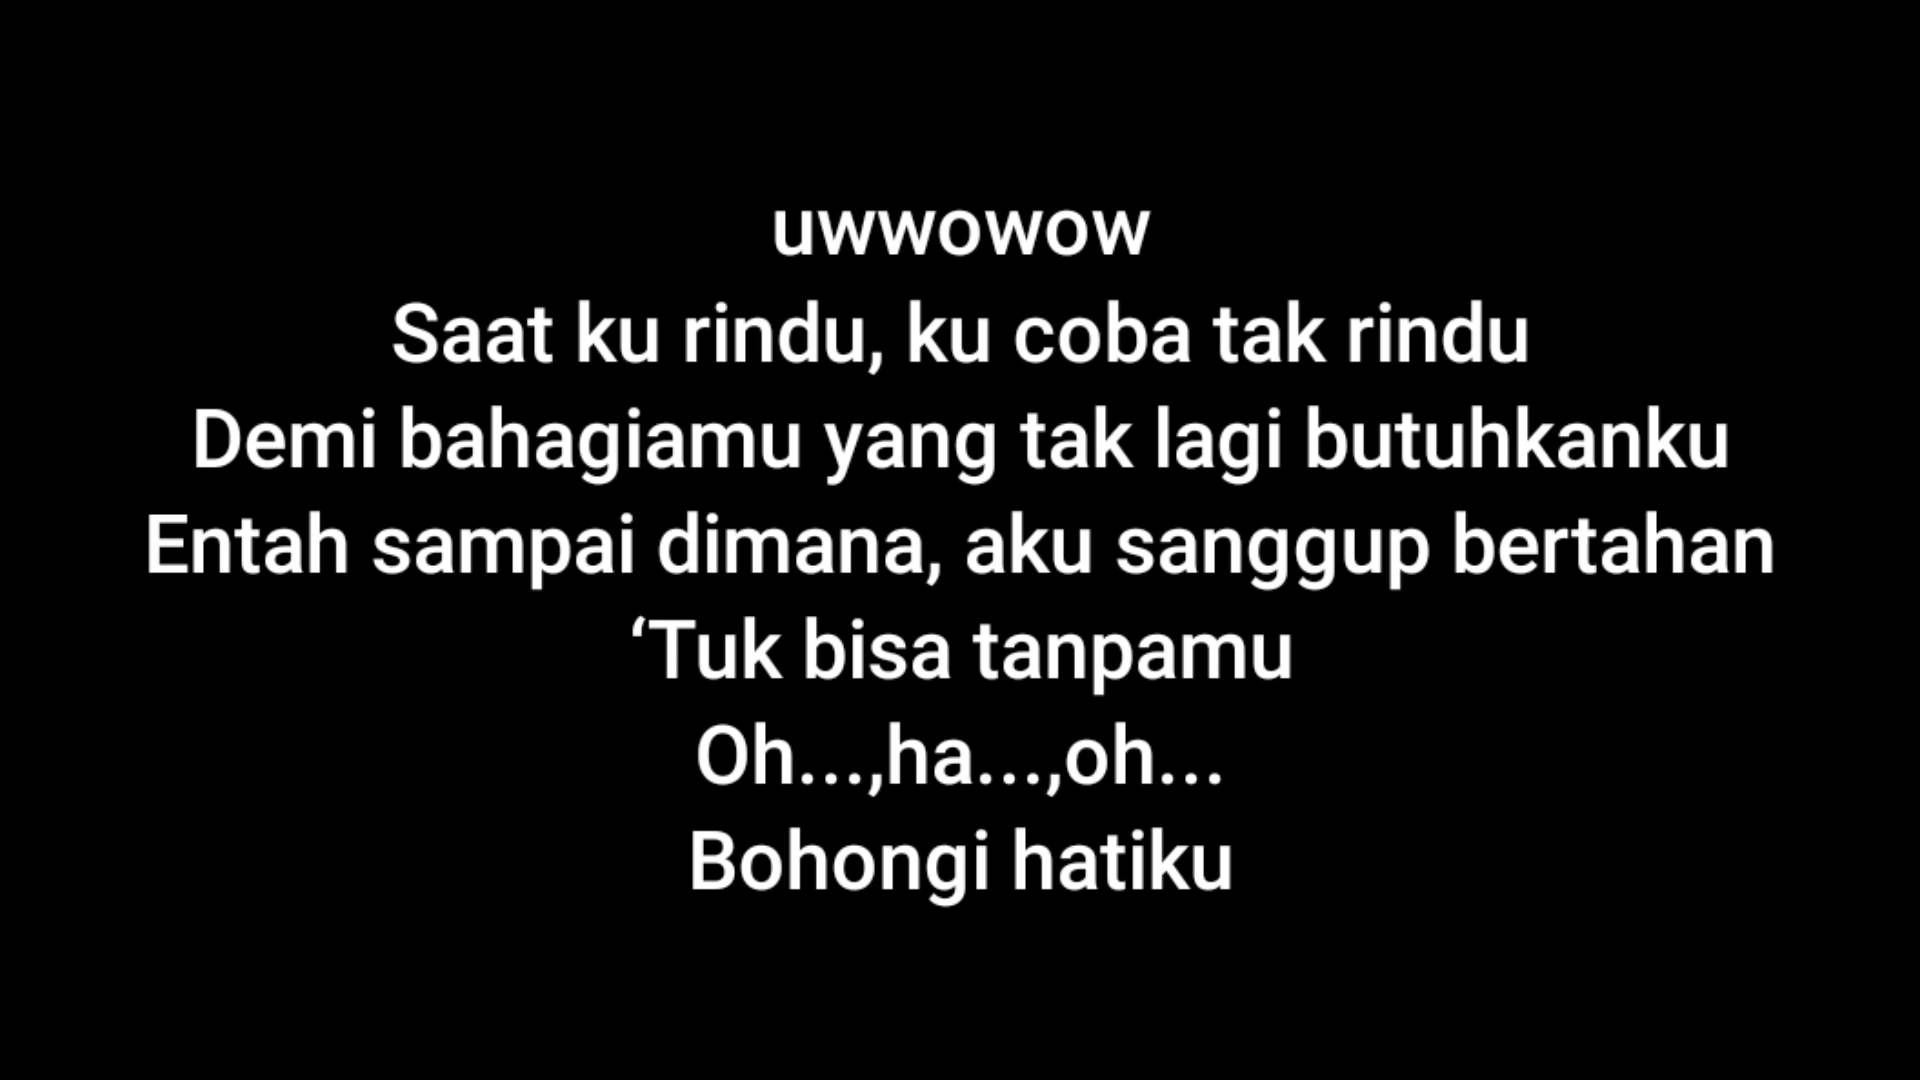 uwwowow
Saat ku rindu, ku coba tak rindu
Demi bahagiamu yang tak lagi butuhkanku
Entah sampai dimana, aku sanggup bertahan
‘Tuk bisa tanpamu
Oh...,ha...,oh...
Bohongi hatiku